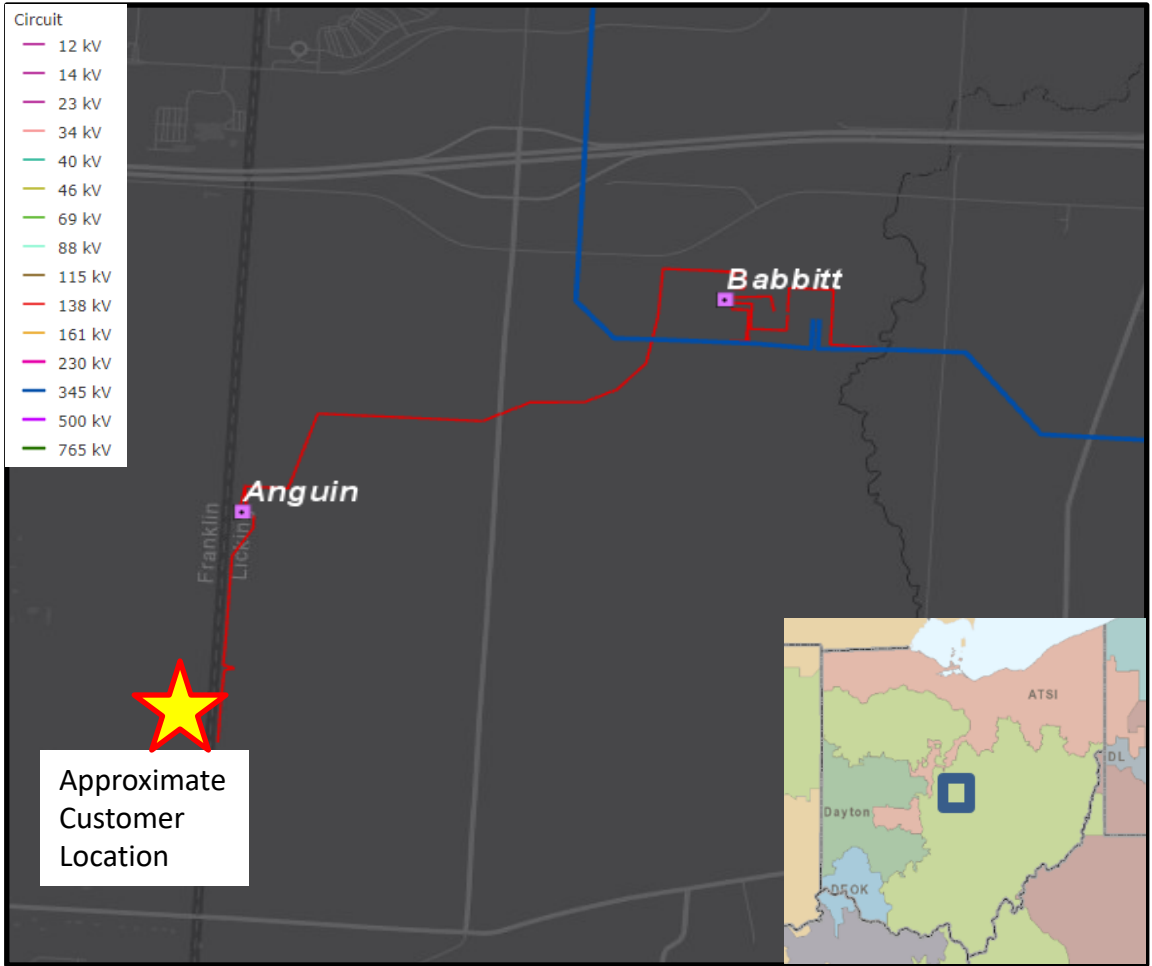 Circuit
12 kV
14 kV
23 kV
34 kV
40 kV
46 kV
69 kV
88 kV
115 kV
138 kV
161 kV
230 kV
345 kV
500 kV
765 kV
Babbitt
Anguin
Franklin
Licking
Approximate
Customer
Location
ATSI
DL
Dayton
DEOK